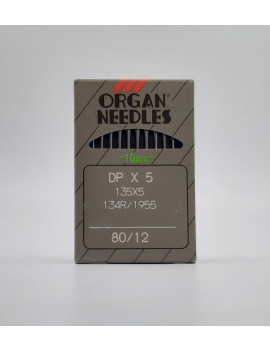 ORGAN
NEEDLES
-10pcs-
DP X 5
135X5
134R/1955
80/12